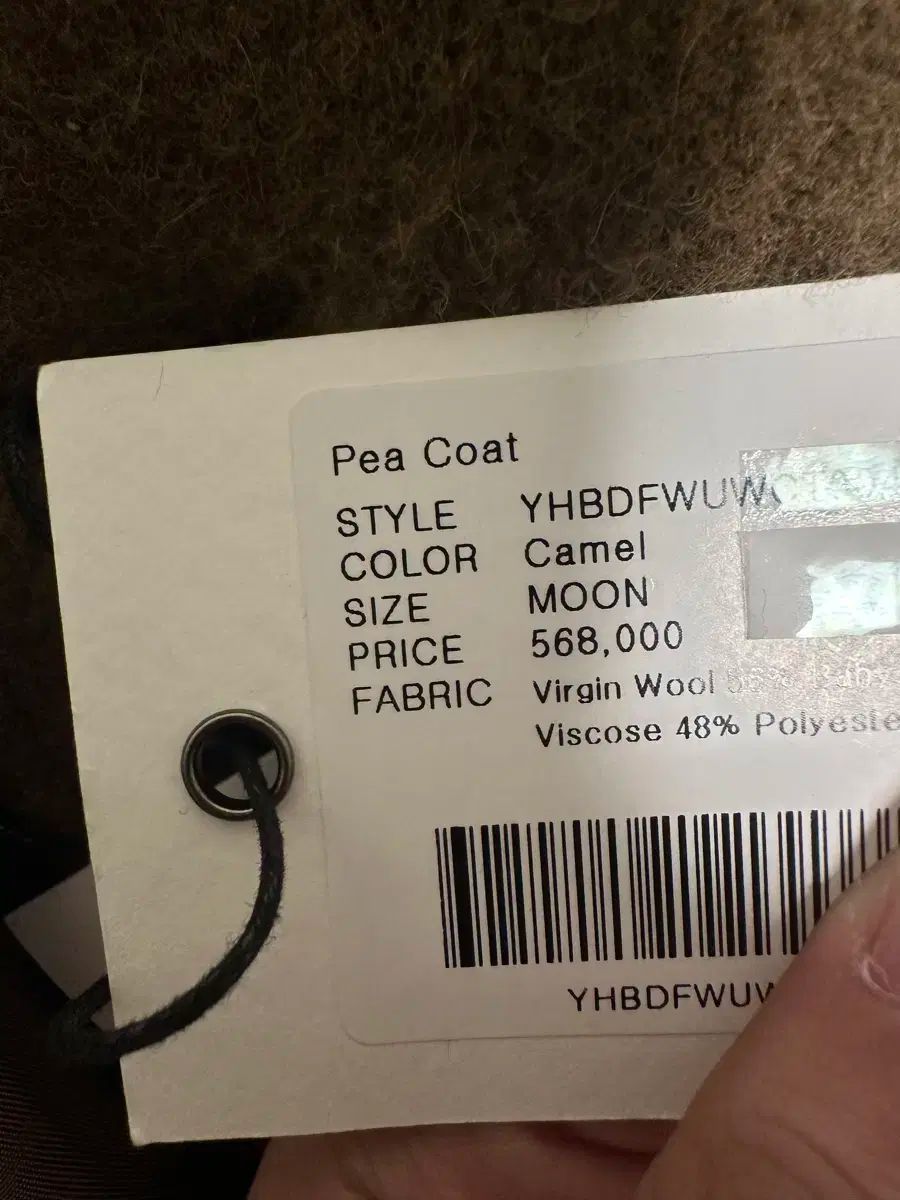 Pea Coat
STYLE YHBDFWUW
COLOR Camel
SIZE MOON
PRICE 568,000
FABRIC Virgin Wool
Viscose 48% Polyeste
YHBDFWUW